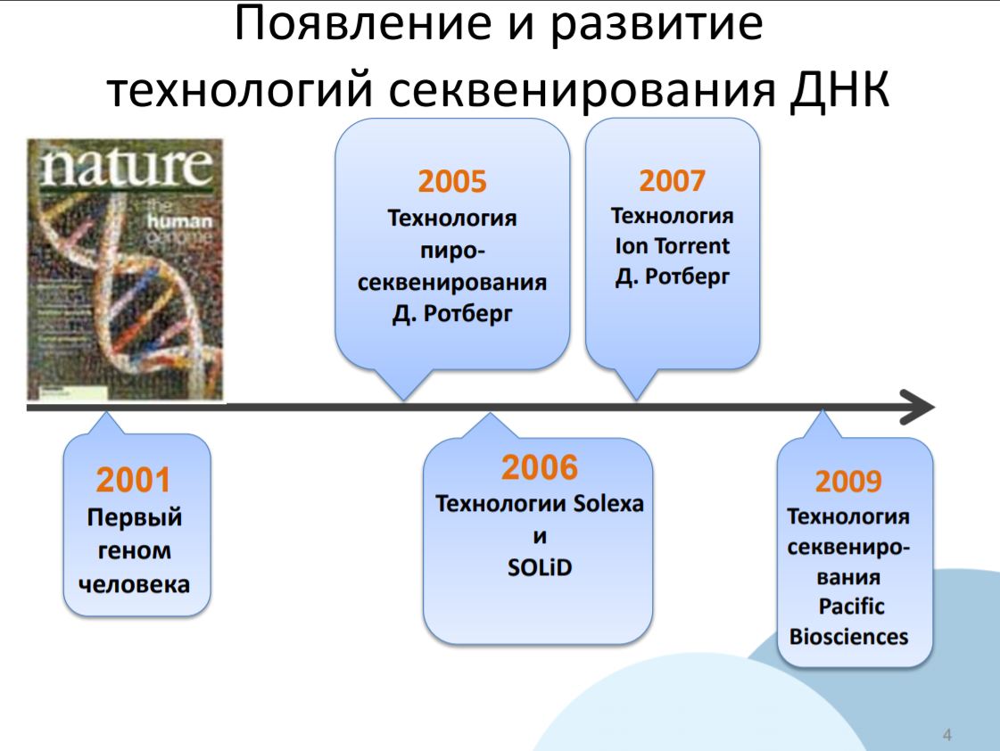 Появление и развитие
технологий секвенирования ДНК
nature
the
human
genome
2005
Технология
пиро-
секвенирования
Д. Ротберг
2007
Технология
Ion Torrent
Д. Ротберг
2001
Первый
геном
человека
2006
Технологии Solexa
и
SOLiD
2009
Технология
секвениро-
вания
Pacific
Biosciences
4